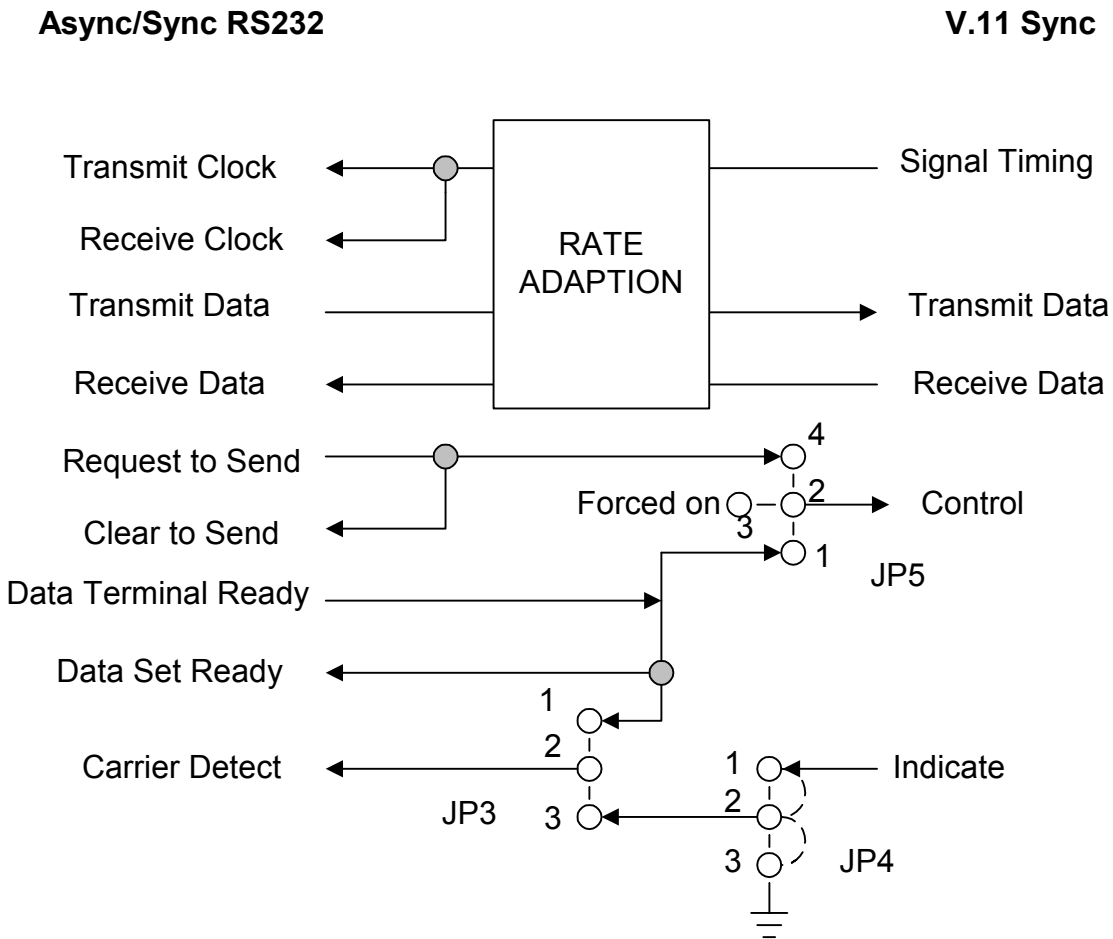 Async/Sync RS232
V.11 Sync
Transmit Clock
Signal Timing
Receive Clock
RATE
ADAPTION
Transmit Data
Transmit Data
Receive Data
Receive Data
4
Request to Send
Forced on
2
Control
3
Clear to Send
1
JP5
Data Terminal Ready
Data Set Ready
1
2
Carrier Detect
1
Indicate
2
JP3
3
3
JP4